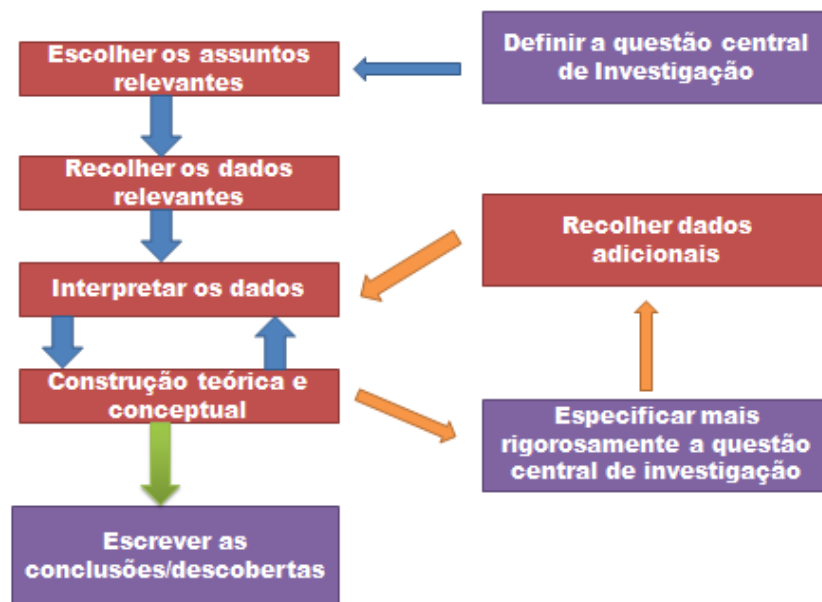 Escolher os assuntos
relevantes
Definir a questão central
de Investigação
Recolher os dados
relevantes
Recolher dados
adicionais
Interpretar os dados
Construção teórica e
conceptual
Especificar mais
rigorosamente a questão
central de investigação
Escrever as
conclusões/descobertas